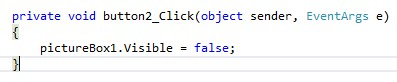 private void button2_Click(object sender, EventArgs e)
{
    pictureBox1.Visible = false;
}